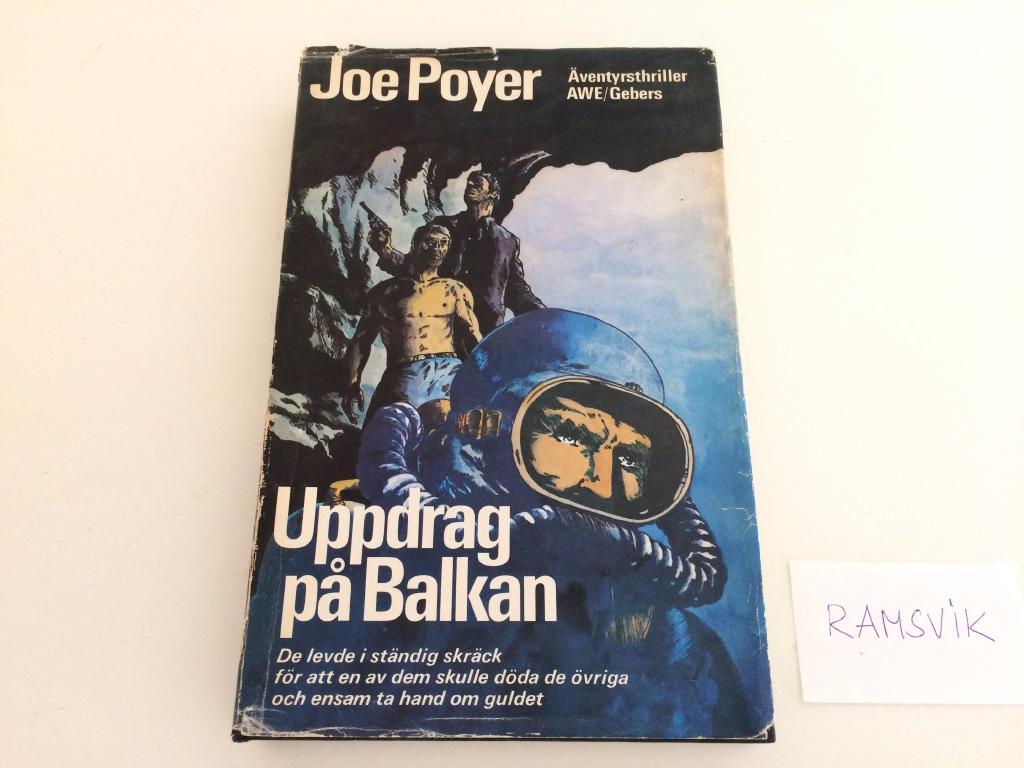 Joe Poyer
Äventyrsthriller
AWE/Gebers
Uppdrag
på Balkan
De levde i ständig skräck
för att en av dem skulle döda de övriga
och ensam ta hand om guldet
RAMSVIK